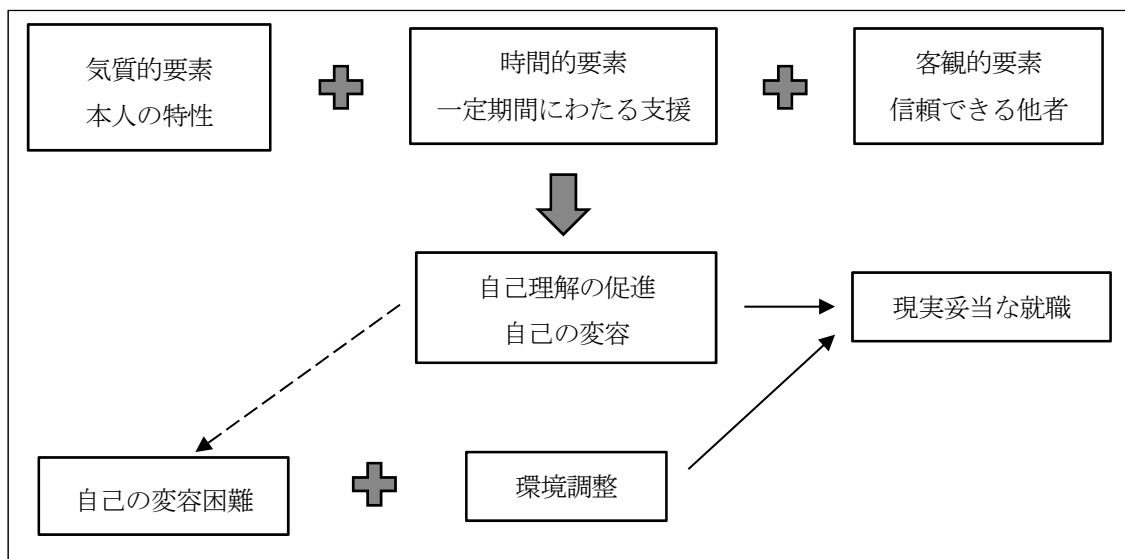 気質的要素
本人の特性
時間的要素
一定期間にわたる支援
客観的要素
信頼できる他者
自己理解の促進
自己の変容
現実妥当な就職
自己の変容困難
環境調整